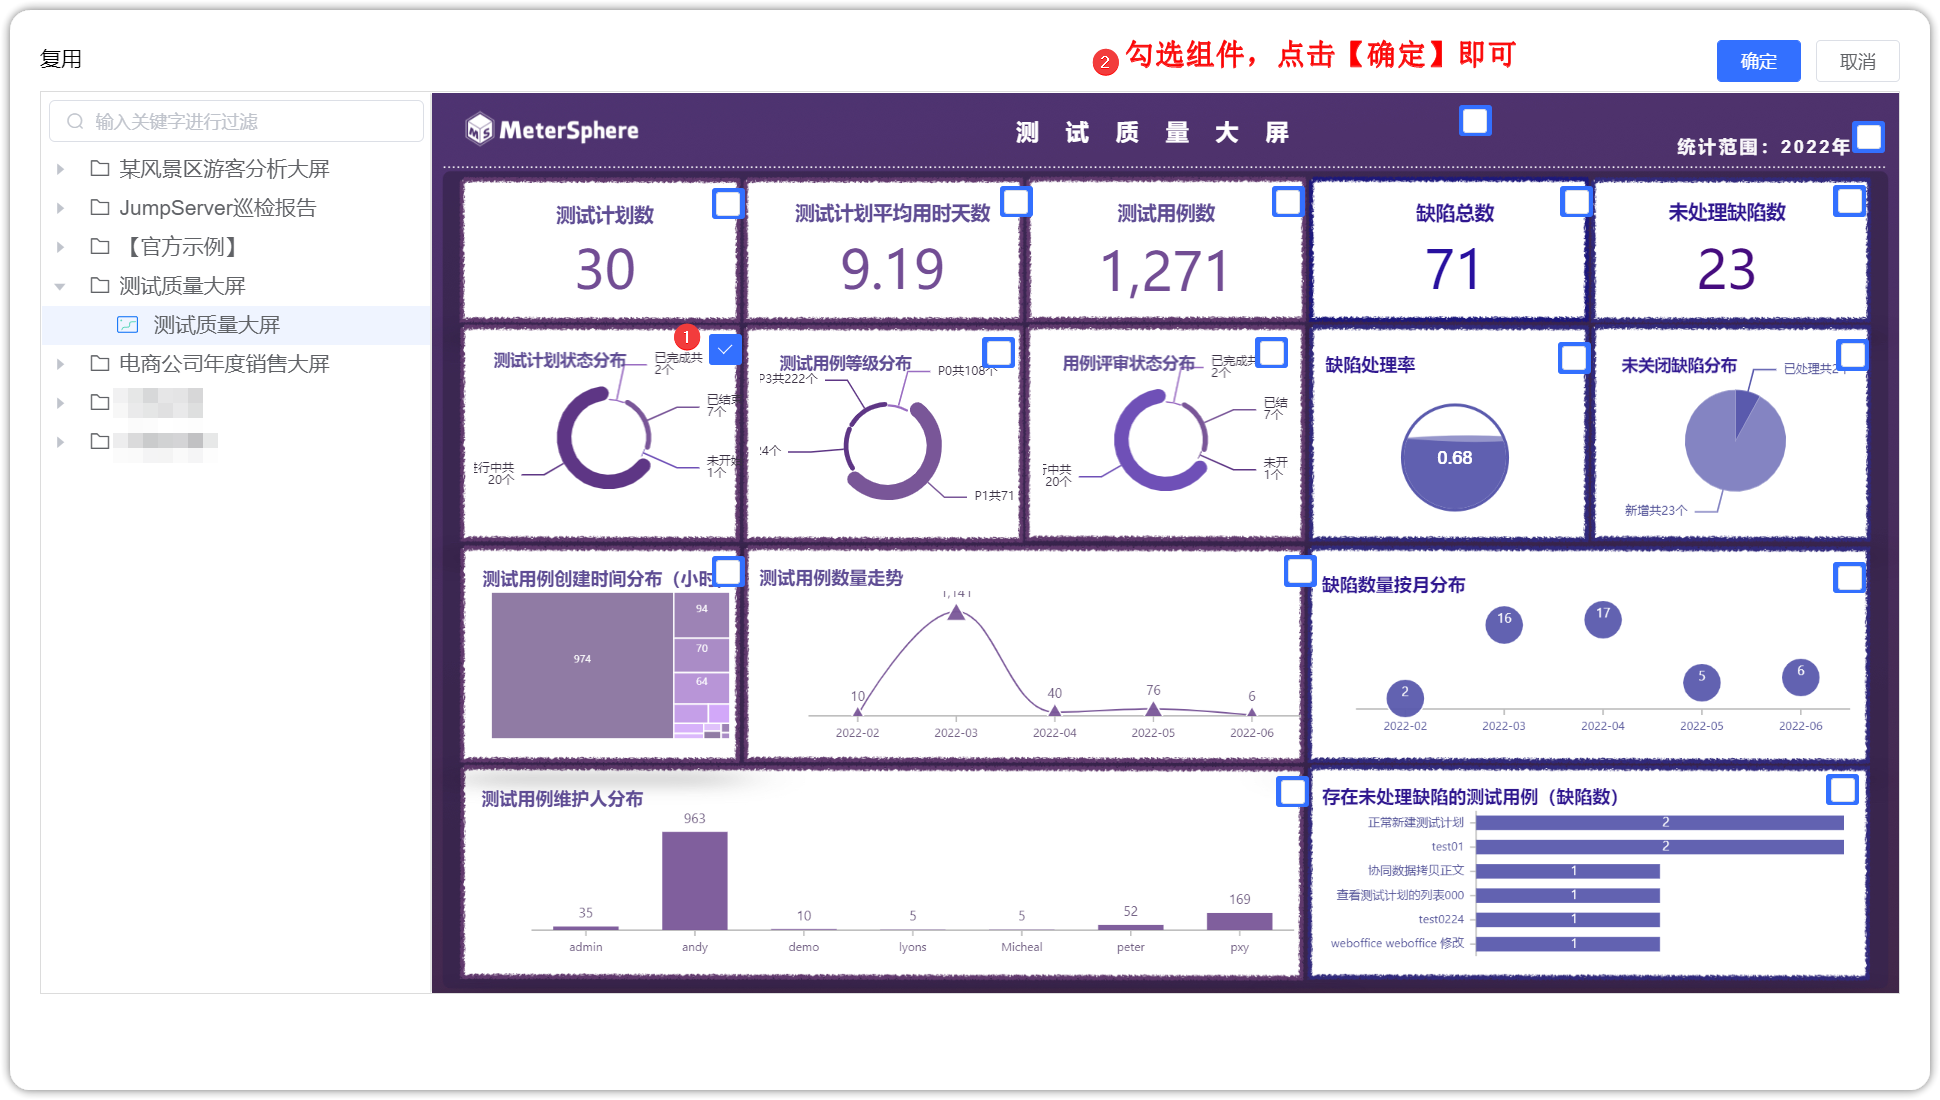 复用
2 勾选组件，点击【确定】即可
确定
取消
输入关键字进行过滤
某风景区游客分析大屏
JumpServer巡检报告
【官方示例】
测试质量大屏
测试质量大屏
电商公司年度销售大屏
MeterSphere
测 试 质 量 大 屏
统计范围：2022年
测试计划数
30
测试计划平均用时天数
9.19
测试用例数
1,271
缺陷总数
71
未处理缺陷数
23
1
测试计划状态分布
已完成共
2个
7个
1个
行中共
20个
测试用例等级分布
P3共222个
P0共108个
4个
P1共71
用例评审状态分布
已完成共
2个
已结
7个
未开
1个
行中共
20个
缺陷处理率
0.68
未关闭缺陷分布
已处理共2
新增共23个
测试用例创建时间分布（小时
974
94
70
64
测试用例数量走势
1,141
10
40
76
6
2022-02
2022-03
2022-04
2022-05
2022-06
缺陷数量按月分布
2
16
17
5
6
2022-02
2022-03
2022-04
2022-05
2022-06
测试用例维护人分布
35
963
10
5
5
52
169
admin
andy
demo
lyons
Micheal
peter
pxy
存在未处理缺陷的测试用例（缺陷数）
正常新建测试计划 2
test01 2
协同数据拷贝正文 1
查看测试计划的列表000 1
test0224 1
weboffice weboffice 修改 1